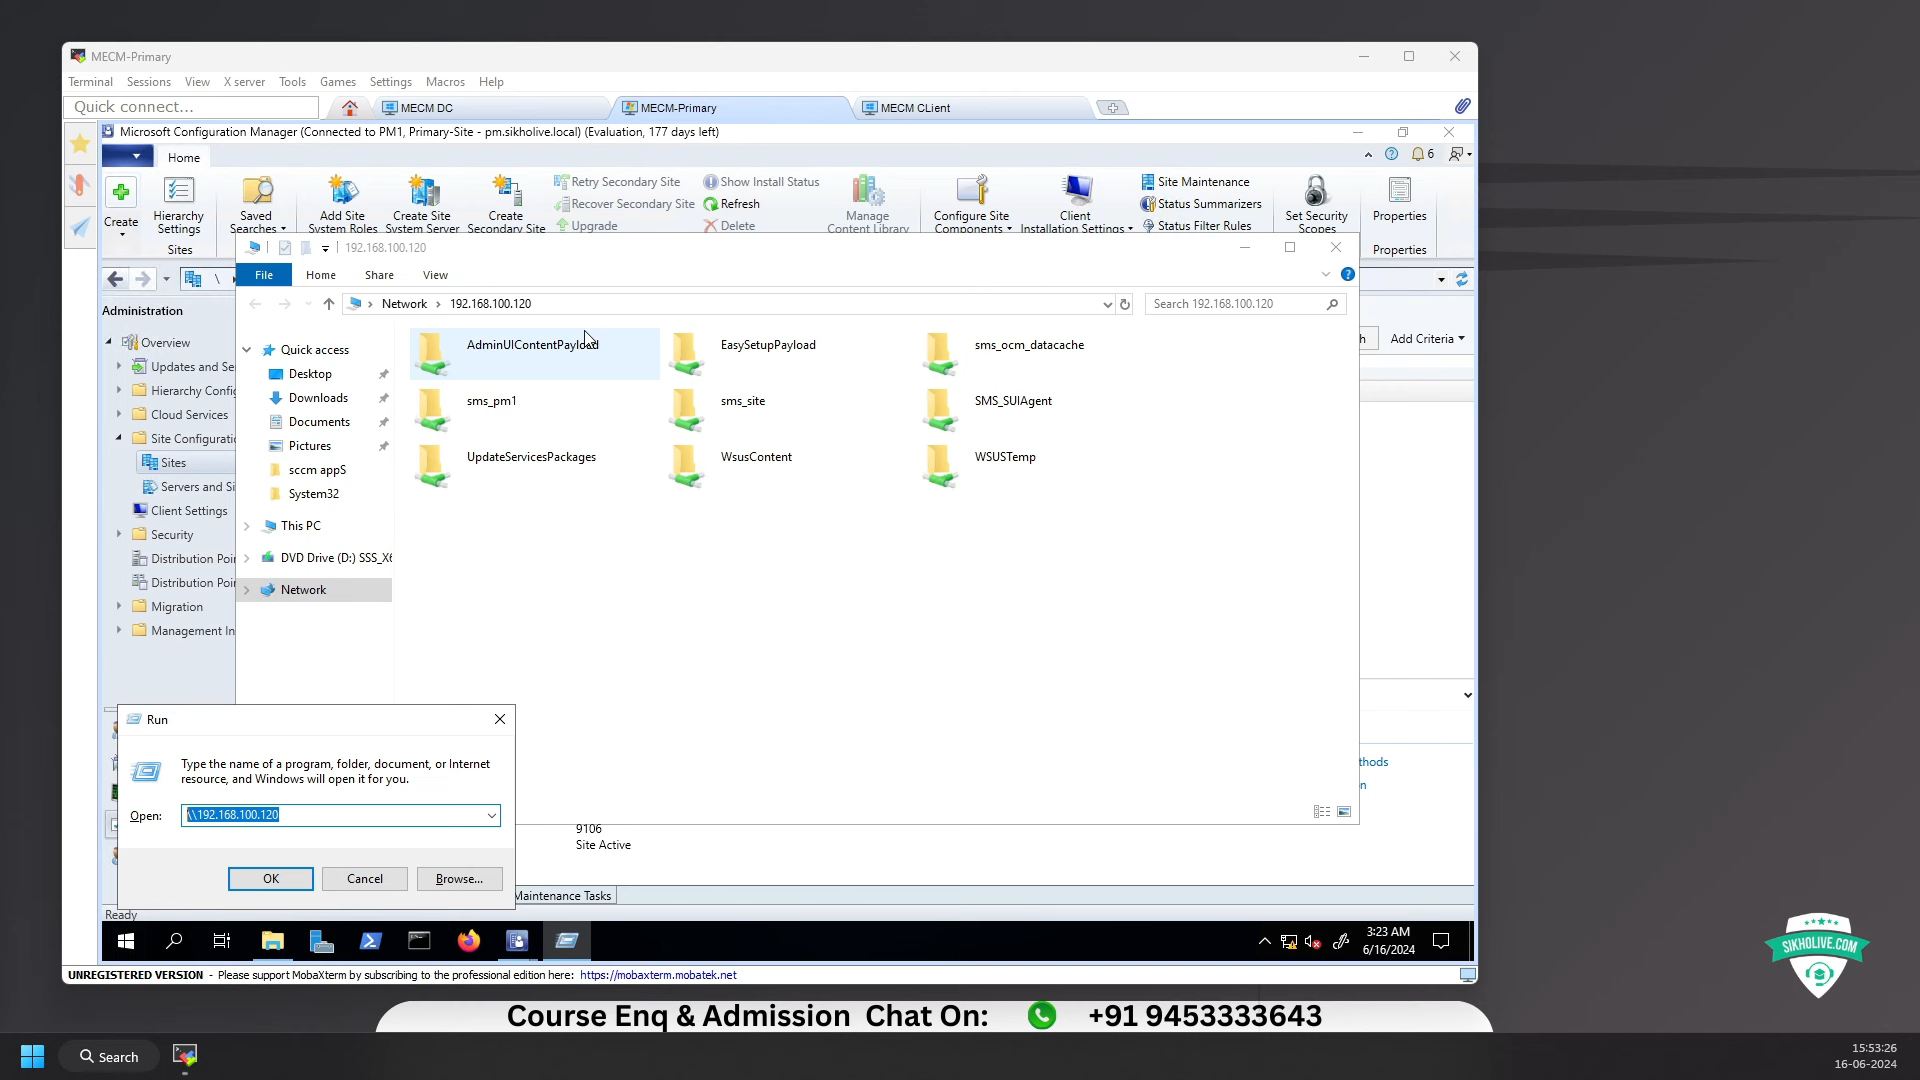 MECM-Primary
Terminal Sessions View X server Tools Games Settings Macros Help
Quick connect...
MECM DC
MECM-Primary
MECM CLient
Microsoft Configuration Manager (Connected to PM1, Primary-Site - pm.sikholive.local) (Evaluation, 177 days left)
Home
6
Create
Hierarchy Settings
Saved Searches
Add Site System Roles
Create Site System Server
Create Secondary Site
Retry Secondary Site
Recover Secondary Site
Upgrade
Show Install Status
Refresh
Delete
Manage Content Library
Configure Site Components
Client Installation Settings
Site Maintenance
Status Summarizers
Status Filter Rules
Set Security Scopes
Properties
Sites
Properties
192.168.100.120
File Home Share View
\
Network
192.168.100.120
Search 192.168.100.120
Administration
Add Criteria
Overview
Updates and Se
Hierarchy Config
Cloud Services
Site Configuratio
Sites
Servers and Si
Client Settings
Security
Distribution Poin
Distribution Poin
Migration
Management In
Quick access
Desktop
Downloads
Documents
Pictures
sccm appS
System32
This PC
DVD Drive (D:) SSS_X6
Network
AdminUIContentPayload
EasySetupPayload
sms_ocm_datacache
sms_pm1
sms_site
SMS_SUIAgent
UpdateServicesPackages
WsusContent
WSUSTemp
thods
Run
Type the name of a program, folder, document, or Internet
resource, and Windows will open it for you.
Open:
\\192.168.100.120
OK
Cancel
Browse...
9106
Site Active
Maintenance Tasks
Ready
3:23 AM
6/16/2024
UNREGISTERED VERSION - Please support MobaXterm by subscribing to the professional edition here: https://mobaxterm.mobatek.net
SIKHOLIVE.COM
Course Enq & Admission Chat On: +91 9453333643
Search
15:53:26
16-06-2024